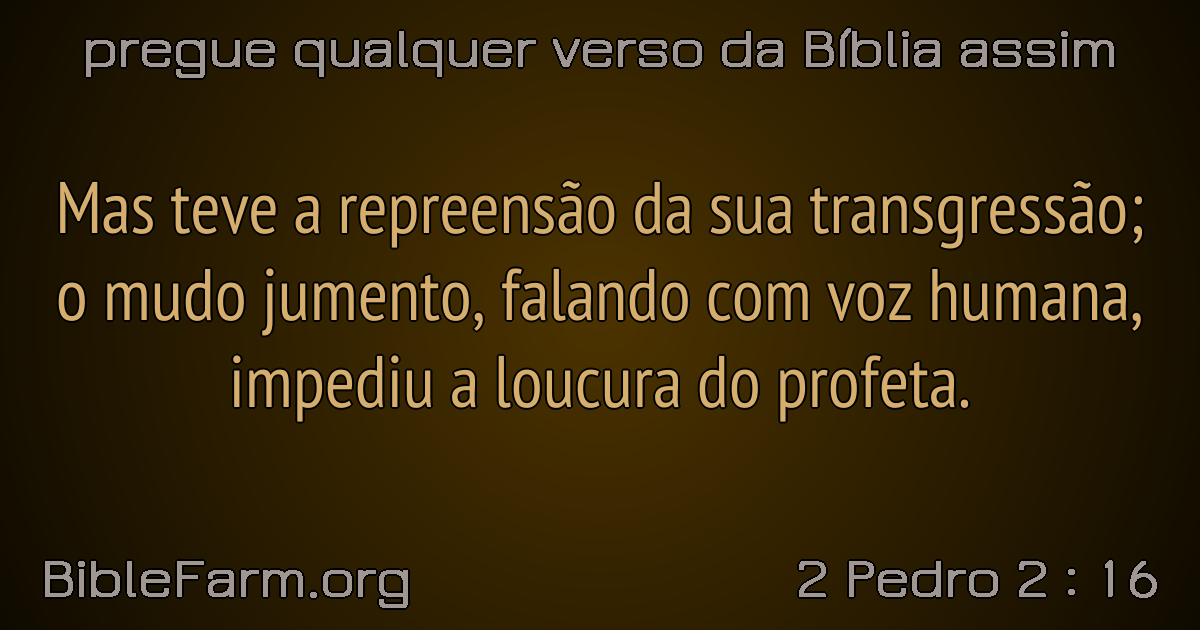 pregue qualquer verso da Bíblia assim
Mas teve a repreensão da sua transgressão;
o mudo jumento, falando com voz humana,
impediu a loucura do profeta.
BibleFarm.org
2 Pedro 2 : 16